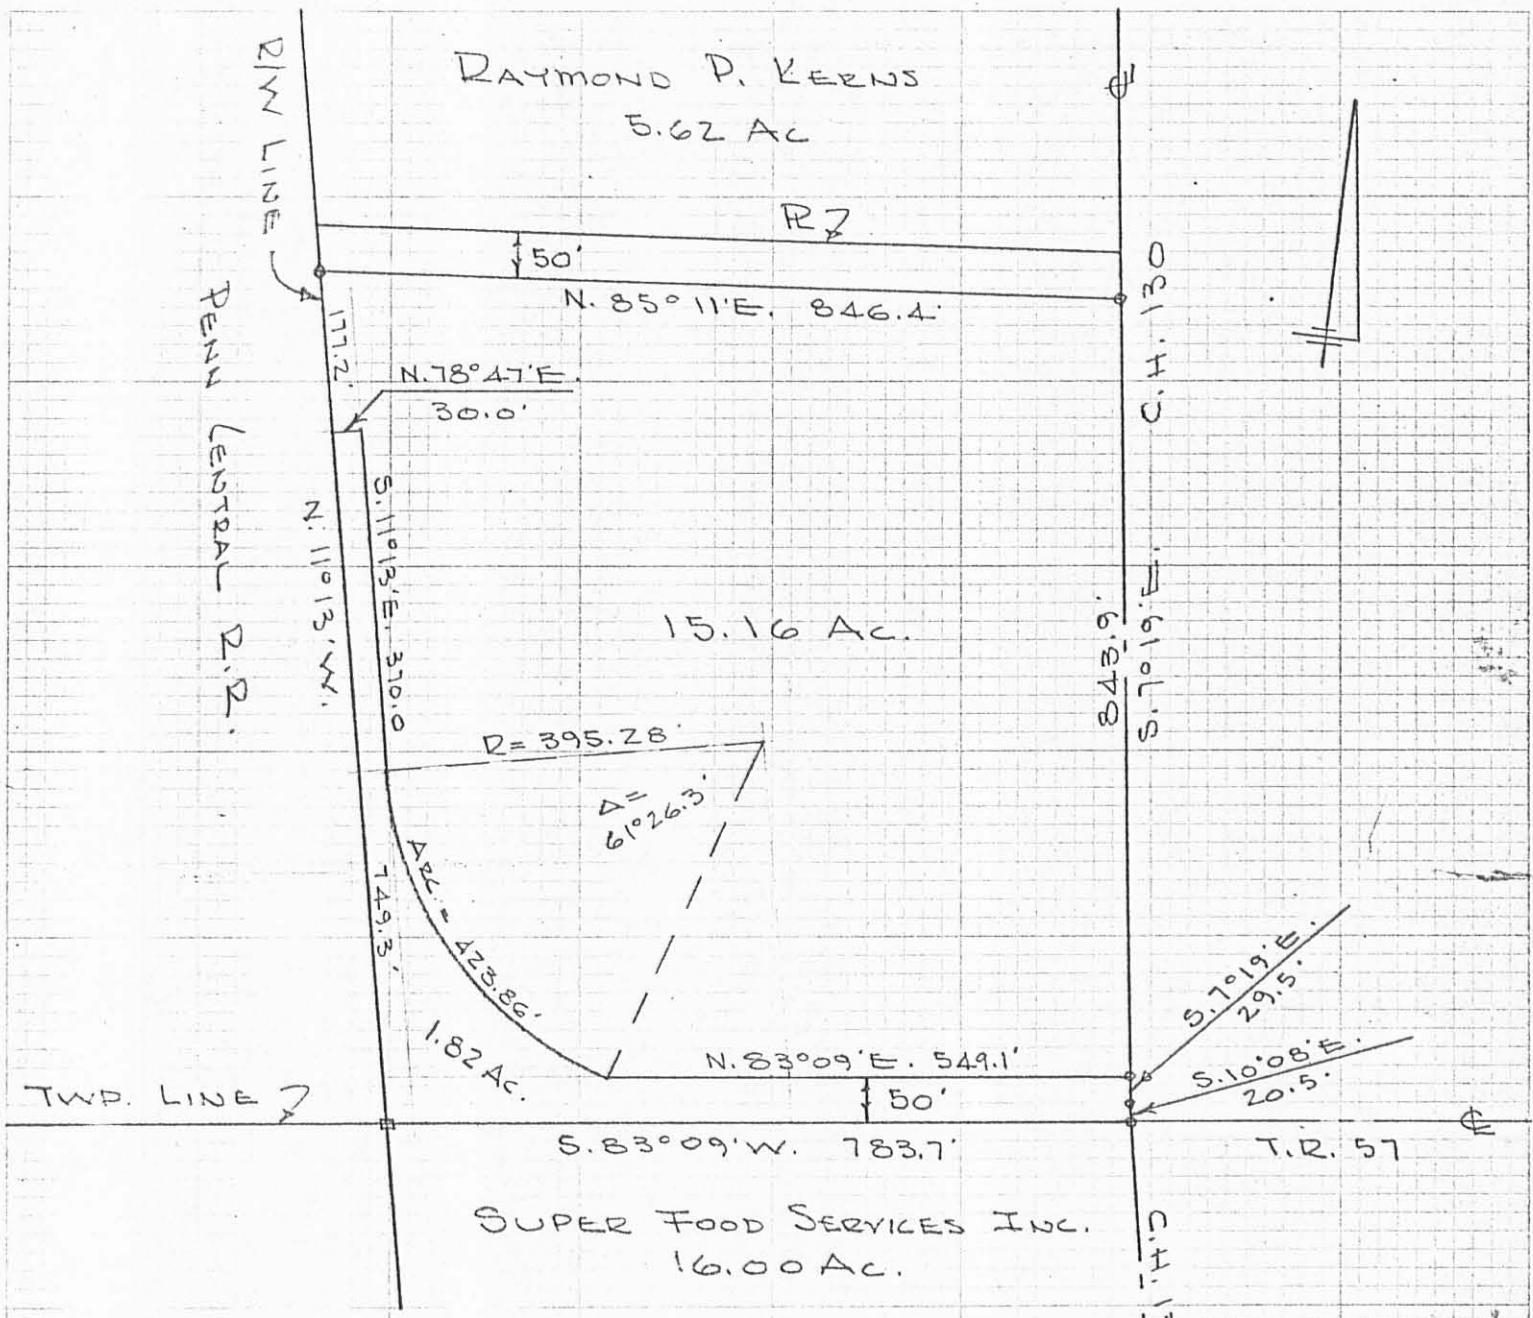 RAYMOND P. KERNS
5.62 AC
R/W LINE
PL
50'
N. 85° 11' E. 846.4'
C.H. 130
177.2'
PENN CENTRAL R.R.
N. 78° 47' E.
30.0'
N. 11° 13' W.
S. 11° 13' E. 370.0
15.16 AC.
843.9'
S. 7° 19' E.
R = 395.28'
Δ =
61° 26.3'
ARC. = 423.86'
749.3'
1.82 AC.
S. 7° 19' E.
29.5'
N. 83° 09' E. 549.1'
S. 10° 08' E.
20.5'
TWP. LINE
50'
℄
S. 83° 09' W. 783.7'
T.R. 57
SUPER FOOD SERVICES INC.
16.00 AC.
C.H.
℄